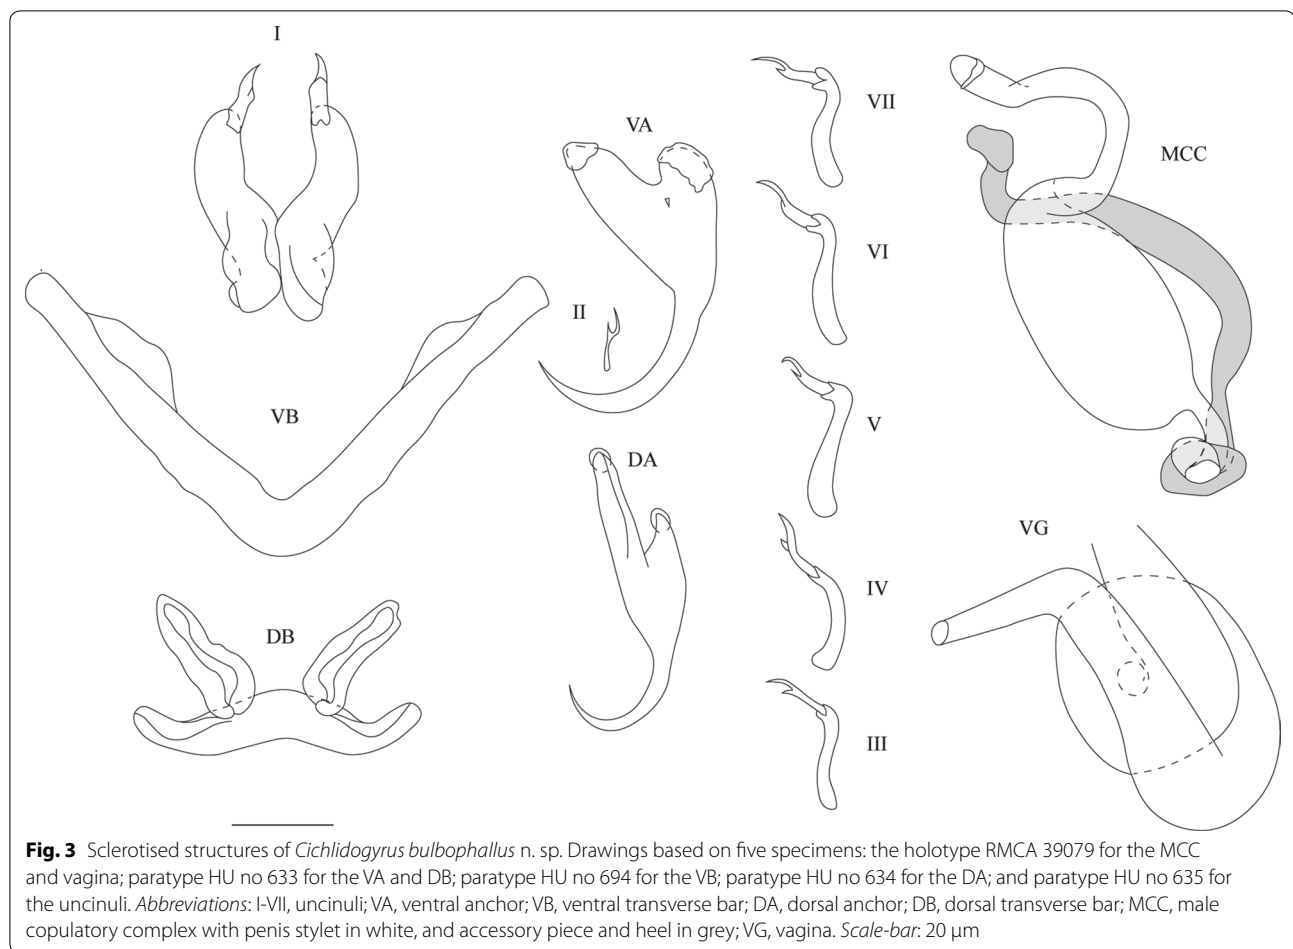 I
VII
VA
MCC
VI
II
VB
V
DA
VG
IV
DB
III
Fig. 3 Sclerotised structures of Cichlidogyrus bulbophallus n. sp. Drawings based on five specimens: the holotype RMCA 39079 for the MCC
and vagina; paratype HU no 633 for the VA and DB; paratype HU no 694 for the VB; paratype HU no 634 for the DA; and paratype HU no 635 for
the uncinuli. Abbreviations: I-VII, uncinuli; VA, ventral anchor; VB, ventral transverse bar; DA, dorsal anchor; DB, dorsal transverse bar; MCC, male
copulatory complex with penis stylet in white, and accessory piece and heel in grey; VG, vagina. Scale-bar: 20 µm